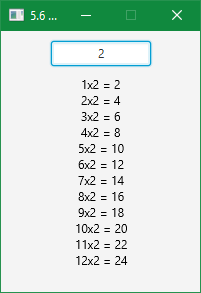 5.6 ...
2
1x2 = 2
2x2 = 4
3x2 = 6
4x2 = 8
5x2 = 10
6x2 = 12
7x2 = 14
8x2 = 16
9x2 = 18
10x2 = 20
11x2 = 22
12x2 = 24